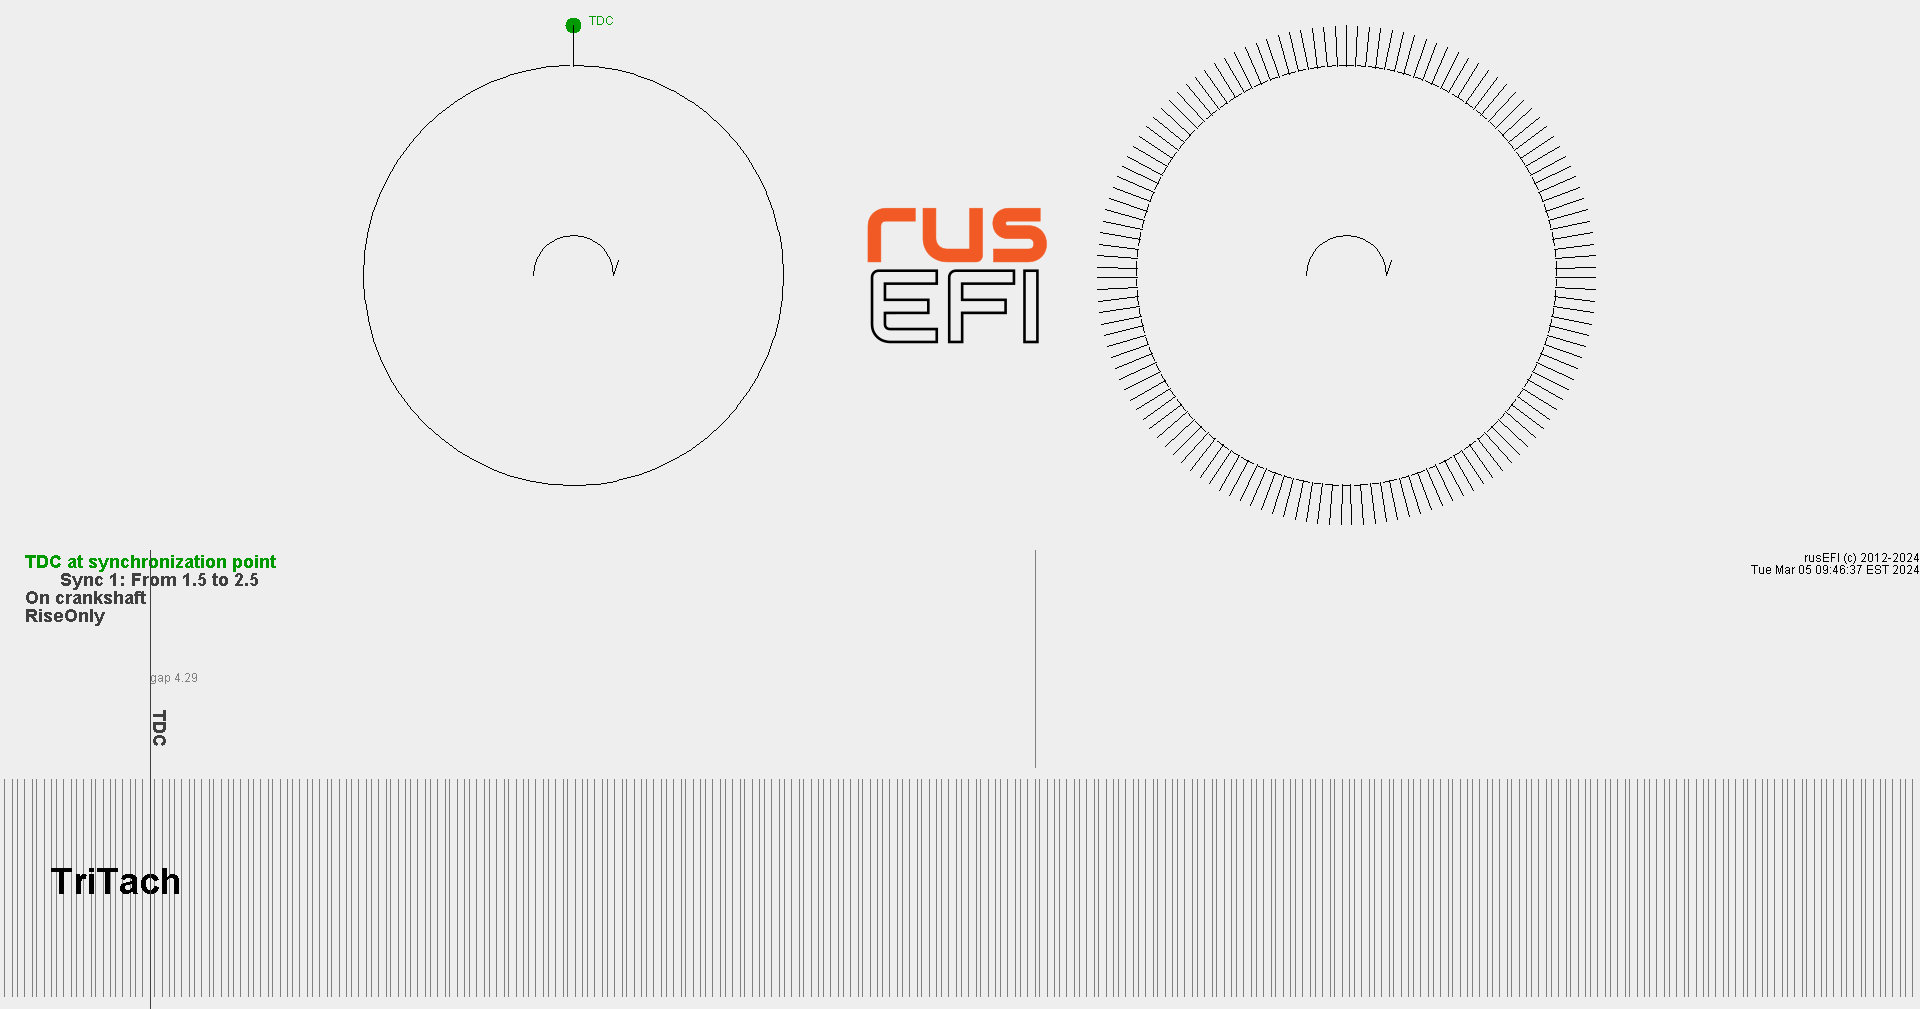 TDC
rus
EFI
TDC at synchronization point
Sync 1: From 1.5 to 2.5
On crankshaft
RiseOnly
rusEFI (c) 2012-2024
Tue Mar 05 09:46:37 EST 2024
gap 4.29
TDC
TriTach